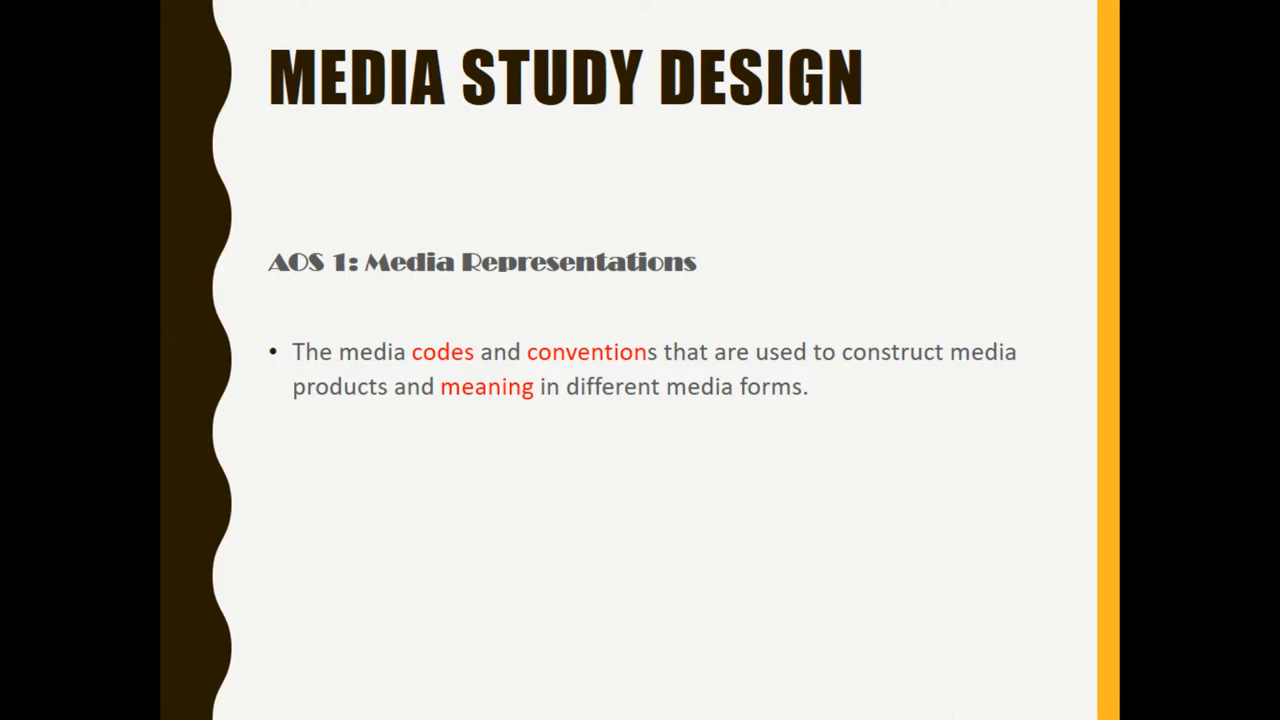 MEDIA STUDY DESIGN
AOS 1: Media Representations
• The media codes and conventions that are used to construct media
products and meaning in different media forms.